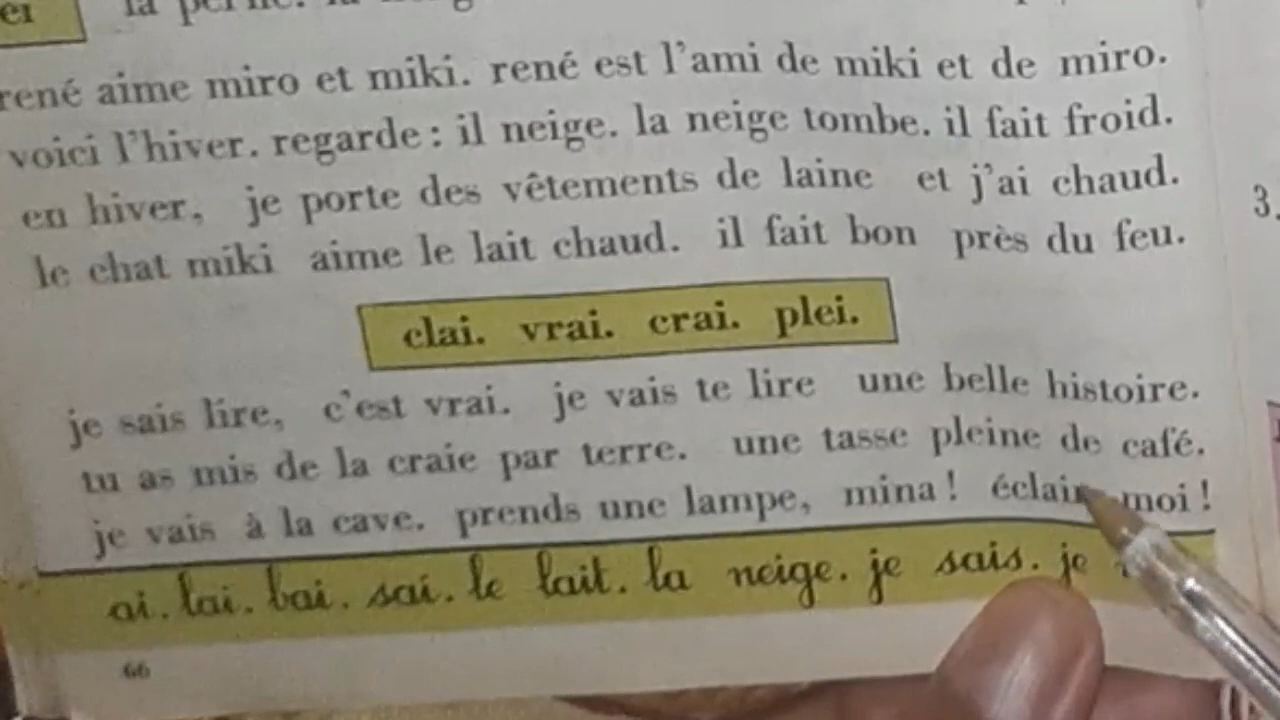 ei la
rené aime miro et miki. rené est l'ami de miki et de miro.
voici l'hiver. regarde : il neige. la neige tombe. il fait froid.
en hiver, je porte des vêtements de laine et j'ai chaud.
le chat miki aime le lait chaud. il fait bon près du feu.
3.
clai. vrai. crai. plei.
je sais lire, c'est vrai. je vais te lire une belle histoire.
tu as mis de la craie par terre. une tasse pleine de café.
je vais à la cave. prends une lampe, mina ! moi !
ai. lai. bai. sai. le lait. la neige. je sais. je
66